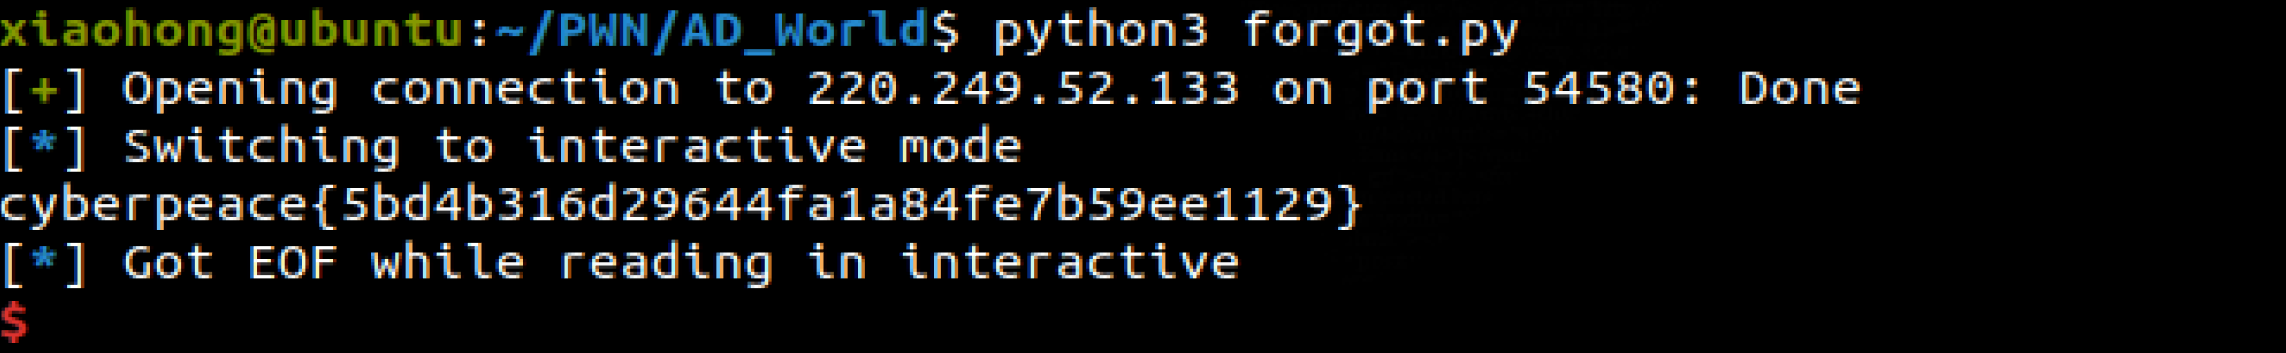 xiaohong@ubuntu:~/PWN/AD_World$ python3 forgot.py
[+] Opening connection to 220.249.52.133 on port 54580: Done
[*] Switching to interactive mode
cyberpeace{5bd4b316d29644fa1a84fe7b59ee1129}
[*] Got EOF while reading in interactive
$